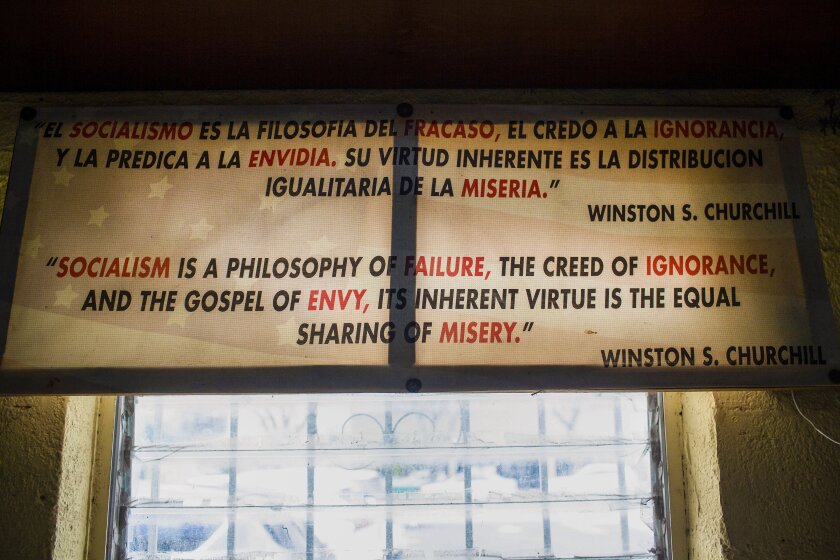 "EL SOCIALISMO ES LA FILOSOFIA DEL FRACASO, EL CREDO A LA IGNORANCIA,
Y LA PREDICA A LA ENVIDIA. SU VIRTUD INHERENTE ES LA DISTRIBUCION
IGUALITARIA DE LA MISERIA."
WINSTON S. CHURCHILL
"SOCIALISM IS A PHILOSOPHY OF FAILURE, THE CREED OF IGNORANCE,
AND THE GOSPEL OF ENVY, ITS INHERENT VIRTUE IS THE EQUAL
SHARING OF MISERY."
WINSTON S. CHURCHILL